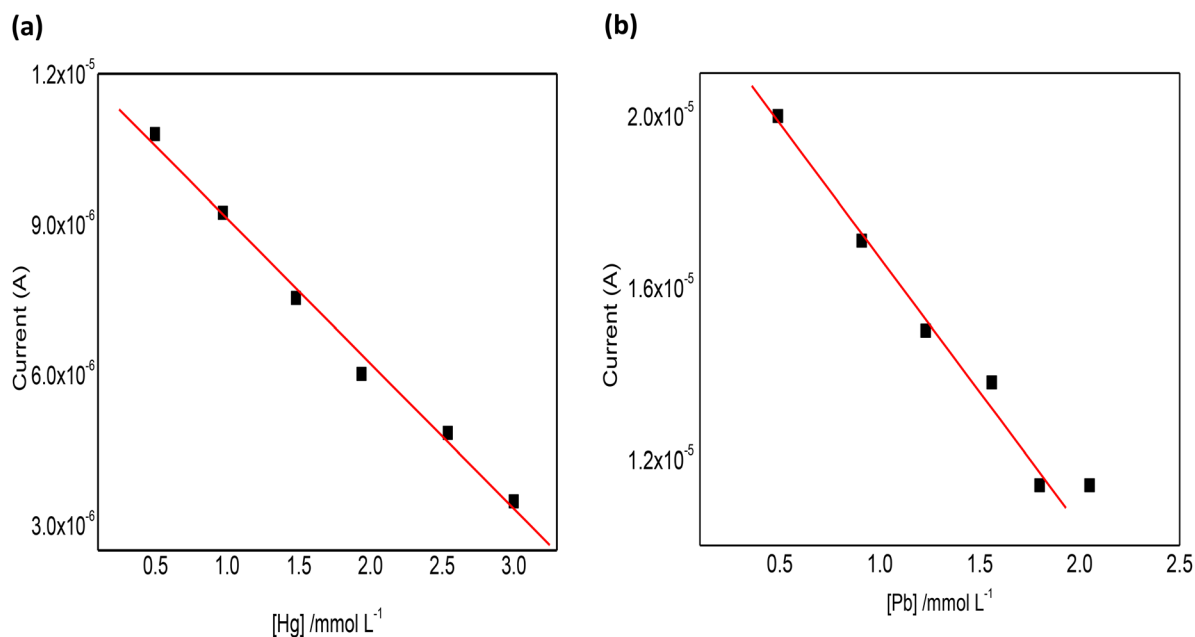 (a)
1.2x10⁻⁵
9.0x10⁻⁶
6.0x10⁻⁶
3.0x10⁻⁶
Current (A)
0.5 1.0 1.5 2.0 2.5 3.0
[Hg] /mmol L⁻¹
(b)
2.0x10⁻⁵
1.6x10⁻⁵
1.2x10⁻⁵
Current (A)
0.5 1.0 1.5 2.0 2.5
[Pb] /mmol L⁻¹